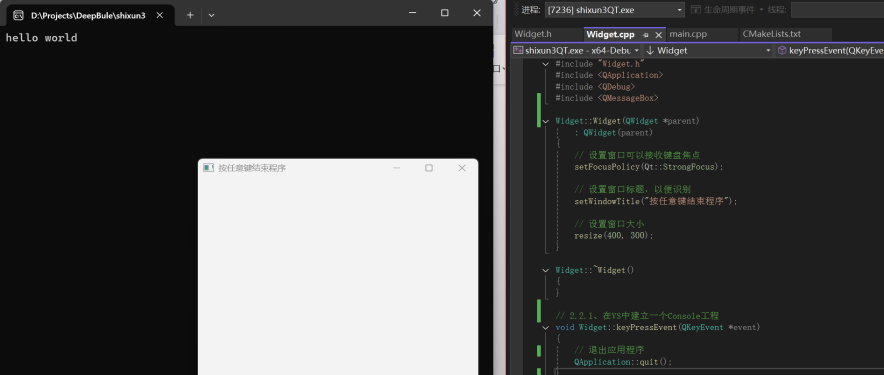 D:\Projects\DeepBule\shixun3
hello world
按任意键结束程序
进程: [7236] shixun3QT.exe 生命周期事件 线程:
Widget.h Widget.cpp main.cpp CMakeLists.txt
shixun3QT.exe - x64-Debu Widget keyPressEvent(QKeyEve
#include "Widget.h"
#include <QApplication>
#include <QDebug>
#include <QMessageBox>
Widget::Widget(QWidget *parent)
: QWidget(parent)
{
// 设置窗口可以接收键盘焦点
setFocusPolicy(Qt::StrongFocus);
// 设置窗口标题，以便识别
setWindowTitle("按任意键结束程序");
// 设置窗口大小
resize(400, 300);
}
Widget::~Widget()
{
}
// 2.2.1、在VS中建立一个Console工程
void Widget::keyPressEvent(QKeyEvent *event)
{
// 退出应用程序
QApplication::quit();